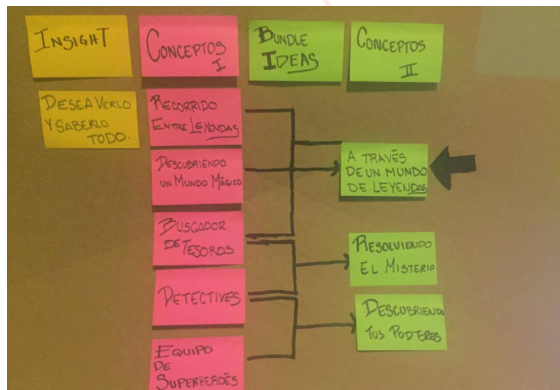 INSIGHT
CONCEPTOS
I
BUNDLE
IDEAS
CONCEPTOS
II
DESEA VERLO
Y SABERLO
TODO.
RECORRIDO
ENTRE LEYENDAS
DESCUBRIENDO
UN MUNDO MÁGICO
BUSCADOR
DE TESOROS
DETECTIVES
EQUIPO
DE
SUPERHEROÉS
A TRAVÉS
DE UN MUNDO
DE LEYENDAS
RESOLVIENDO
EL MISTERIO
DESCUBRIENDO
TUS PODERES